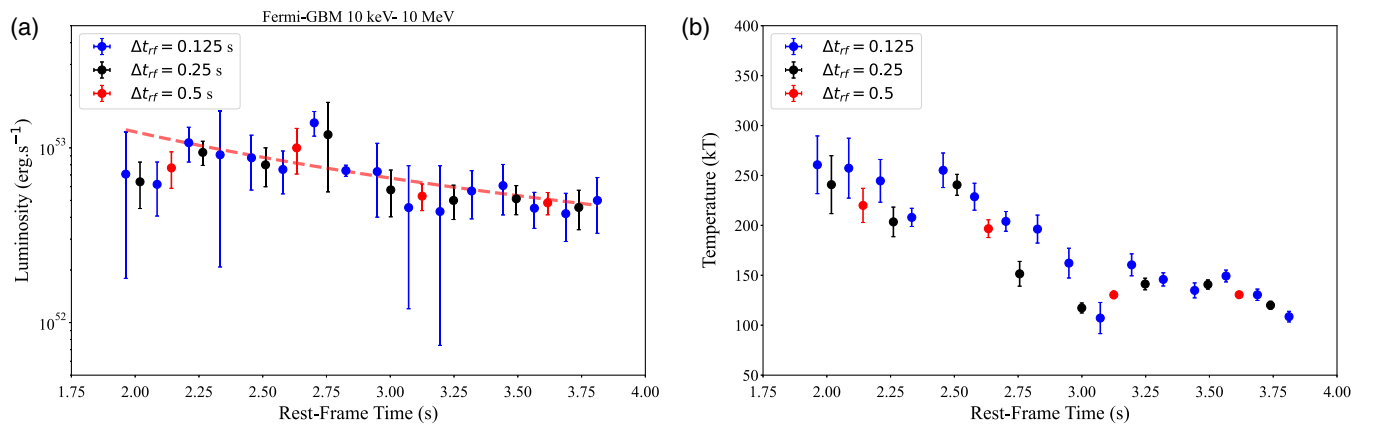 Fermi-GBM 10 keV- 10 MeV
(a)
Δt_rf = 0.125 s
Δt_rf = 0.25 s
Δt_rf = 0.5 s
10^53
10^52
Luminosity (erg.s^−1)
1.75 2.00 2.25 2.50 2.75 3.00 3.25 3.50 3.75 4.00
Rest-Frame Time (s)
(b)
Δt_rf = 0.125
Δt_rf = 0.25
Δt_rf = 0.5
400
350
300
250
200
150
100
50
Temperature (kT)
1.75 2.00 2.25 2.50 2.75 3.00 3.25 3.50 3.75 4.00
Rest-Frame Time (s)